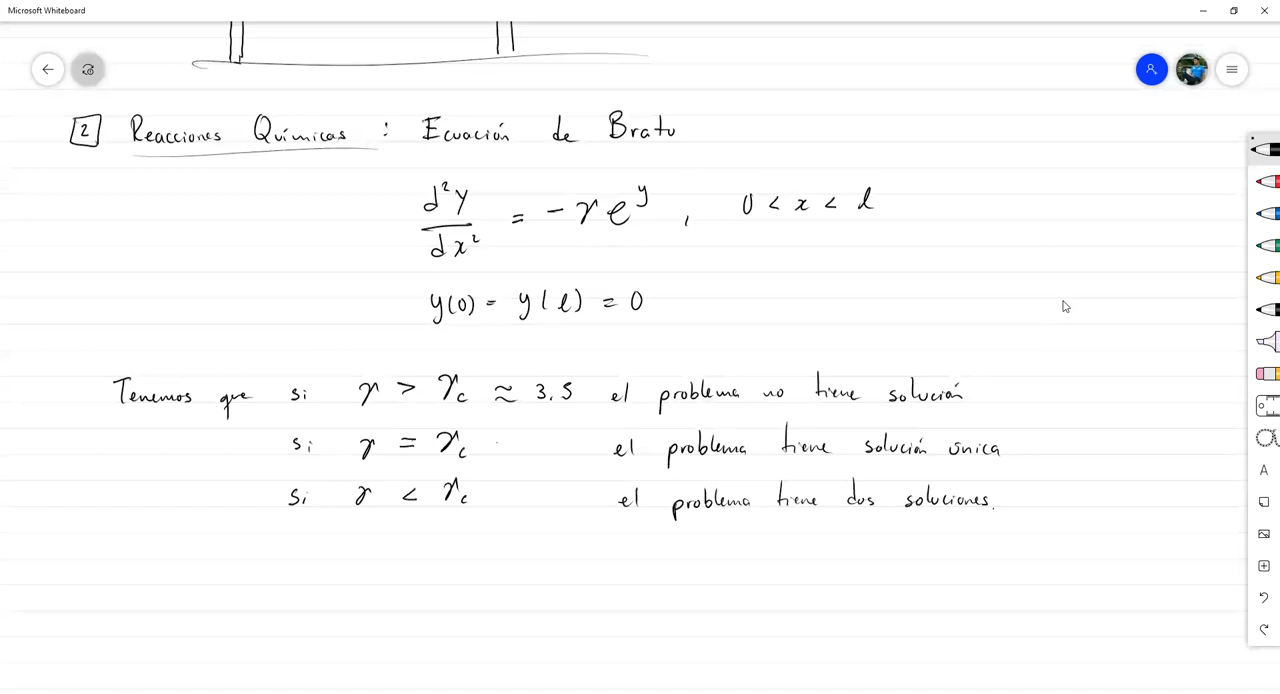 Microsoft Whiteboard
2 Reacciones Químicas : Ecuación de Bratu
d²y/dx² = -γe^y , 0 < x < l
y(0) = y(l) = 0
Tenemos que si γ > γc ≈ 3.5 el problema no tiene solución
si γ = γc el problema tiene solución única
si γ < γc el problema tiene dos soluciones.
A